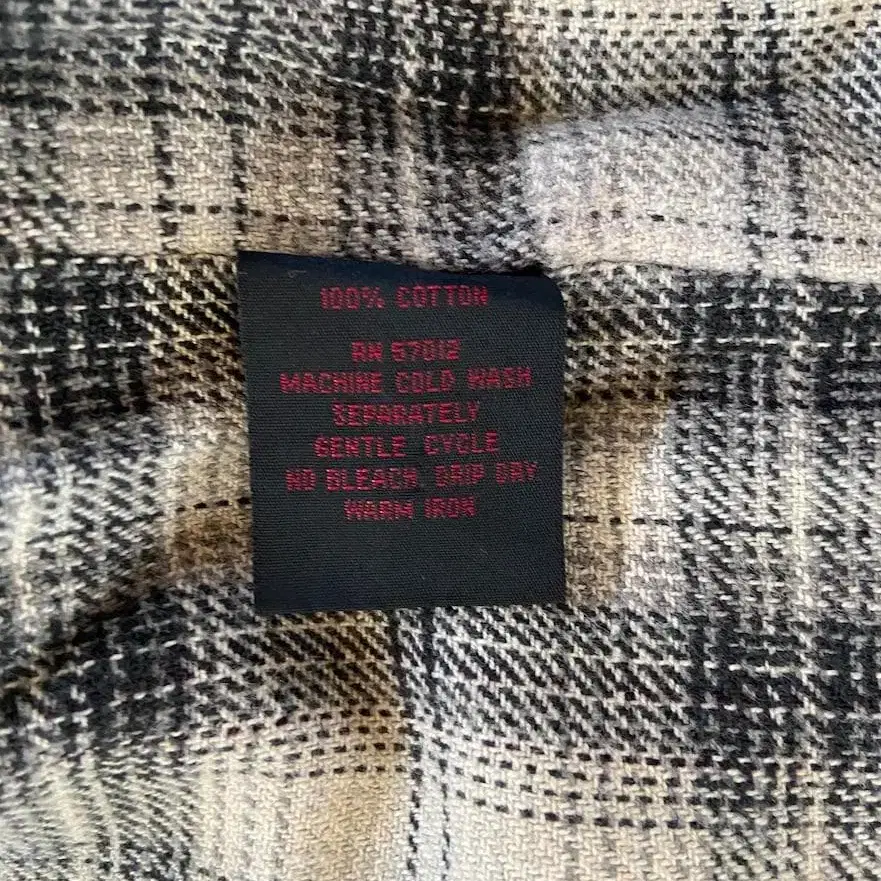 100% COTTON
RN 57012
MACHINE COLD WASH
SEPARATELY
GENTLE CYCLE
NO BLEACH, DRIP DRY
WARM IRON